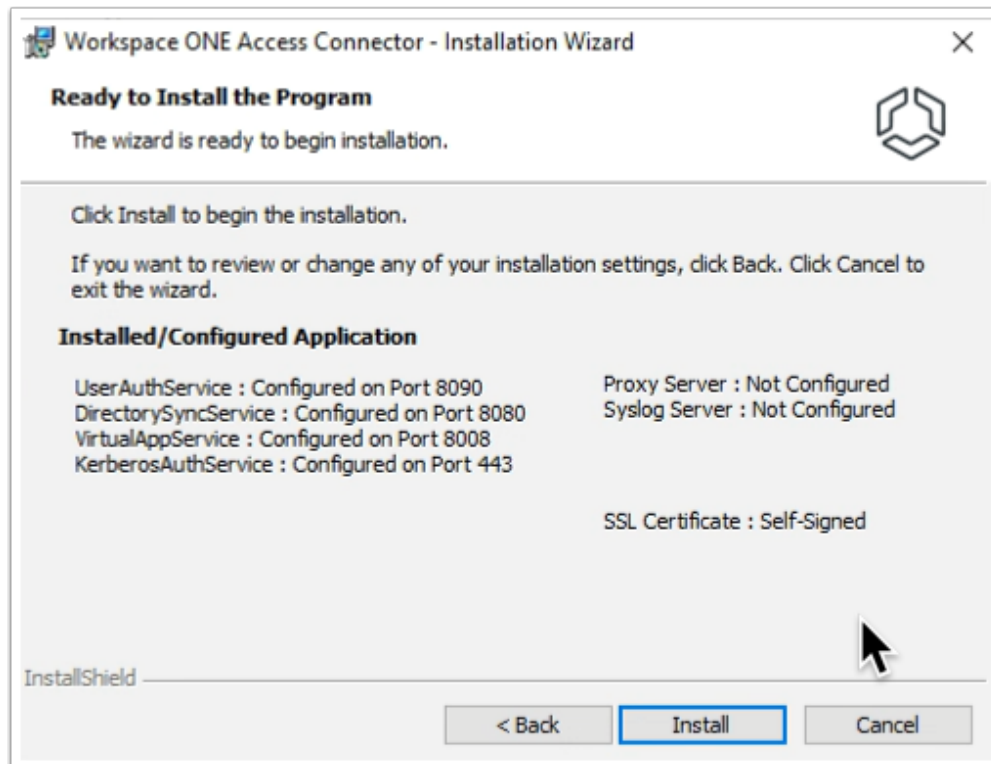 Workspace ONE Access Connector - Installation Wizard
Ready to Install the Program
The wizard is ready to begin installation.
Click Install to begin the installation.
If you want to review or change any of your installation settings, click Back. Click Cancel to
exit the wizard.
Installed/Configured Application
UserAuthService : Configured on Port 8090
DirectorySyncService : Configured on Port 8080
VirtualAppService : Configured on Port 8008
KerberosAuthService : Configured on Port 443
Proxy Server : Not Configured
Syslog Server : Not Configured
SSL Certificate : Self-Signed
InstallShield
< Back
Install
Cancel